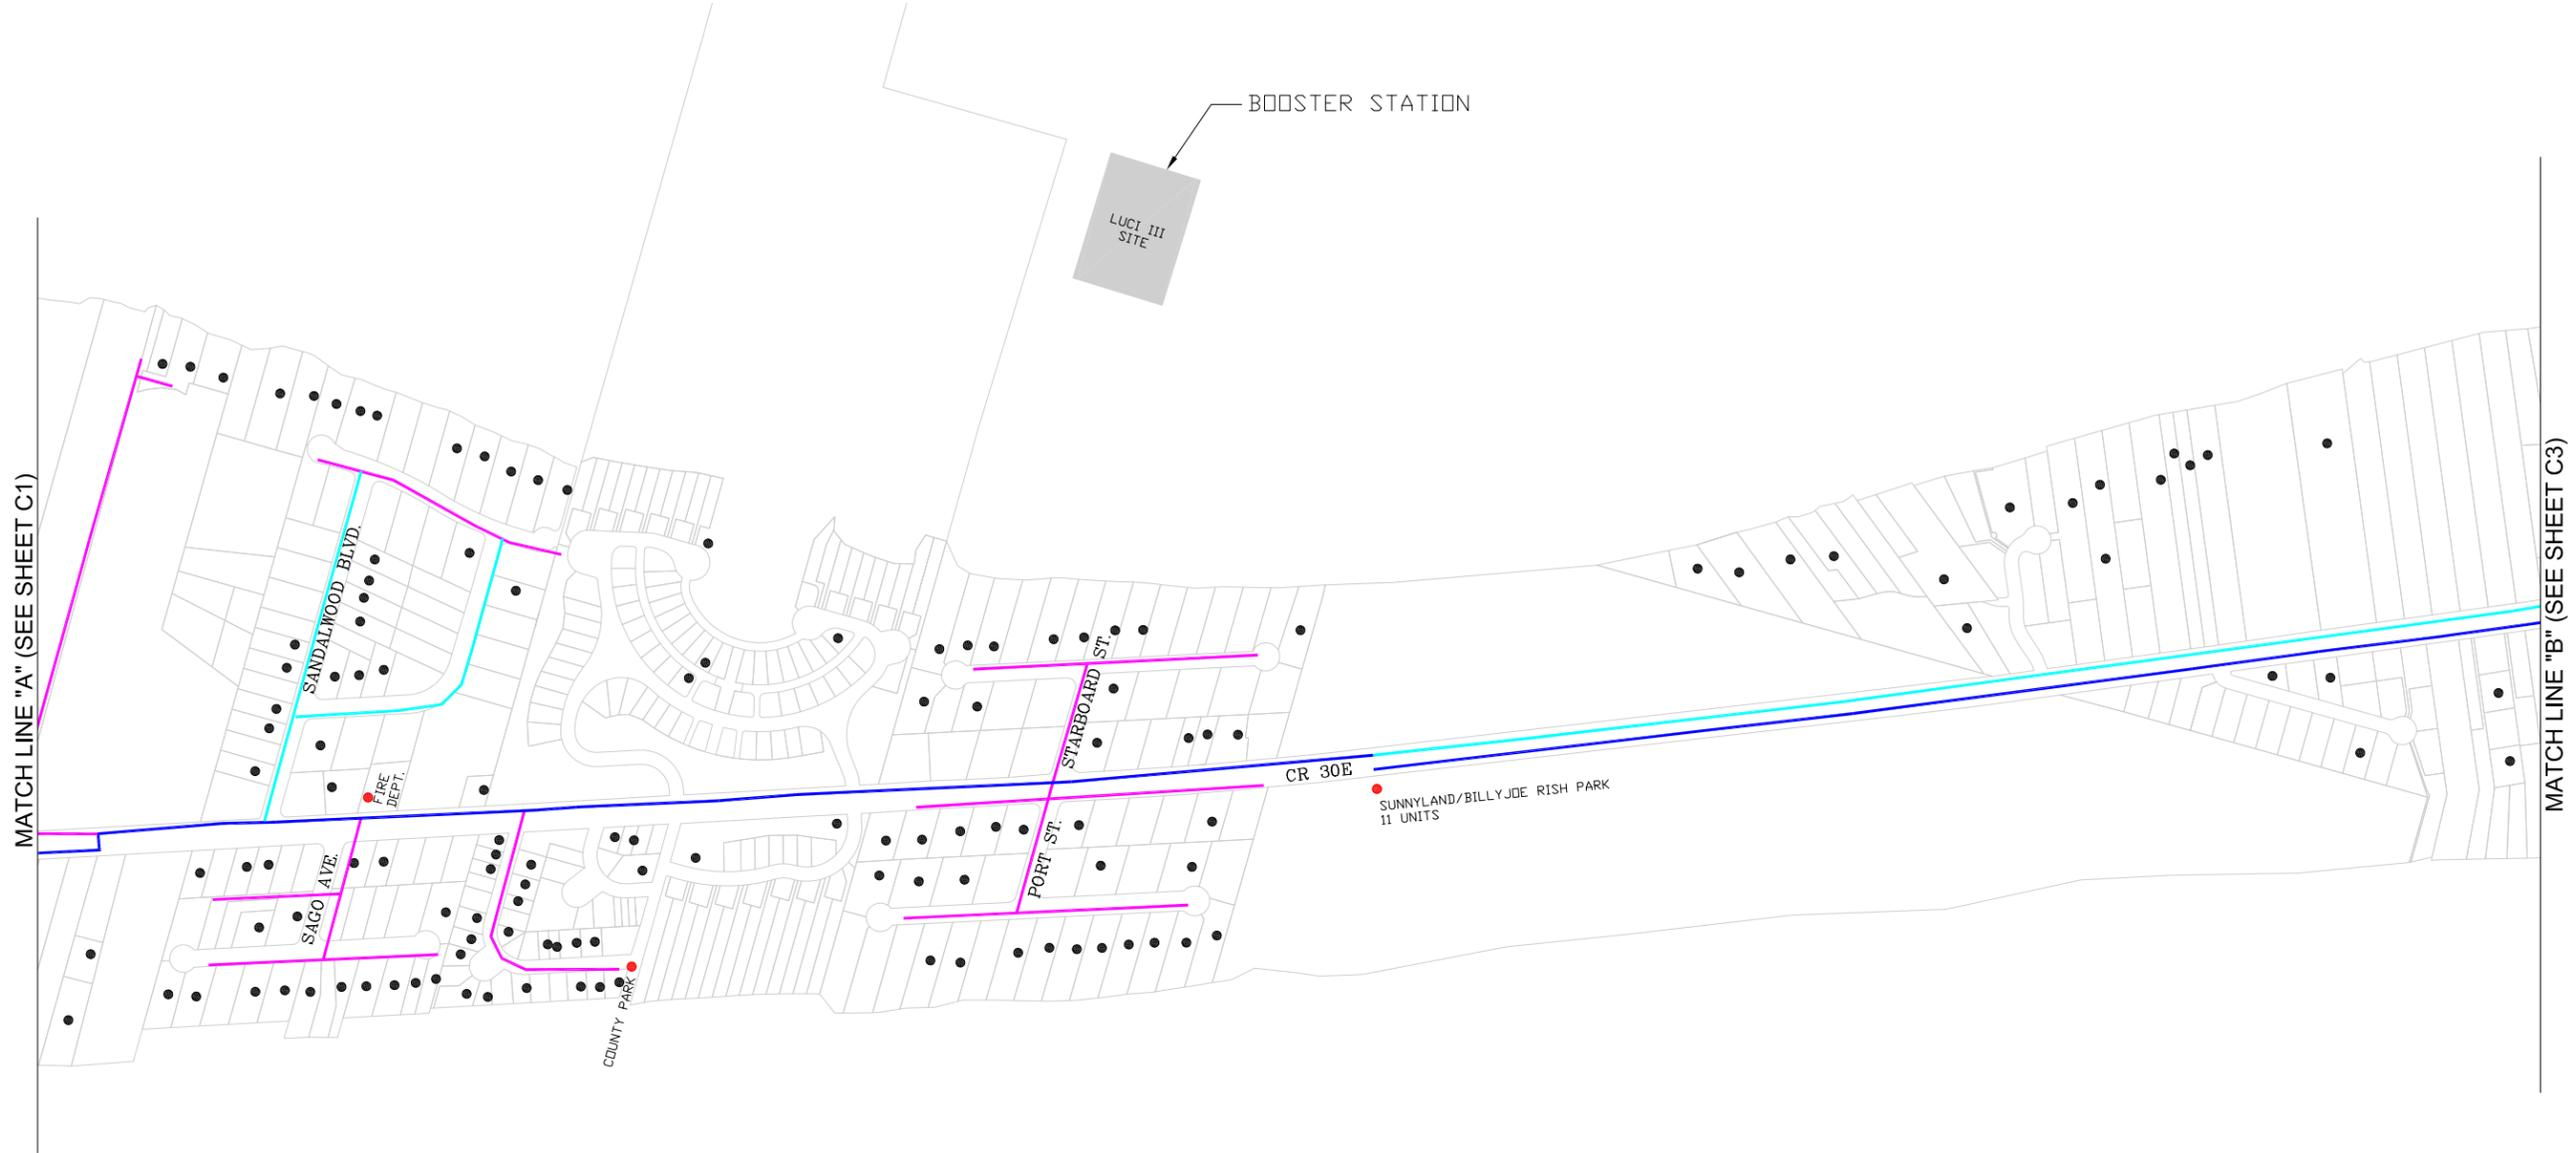 BOOSTER STATION
LUCI III
SITE
MATCH LINE "A" (SEE SHEET C1)
MATCH LINE "B" (SEE SHEET C3)
SANDALWOOD BLVD.
STARBOARD ST.
FIRE
DEPT.
CR 30E
SUNNYLAND/BILLYJOE RISH PARK
11 UNITS
SAGO AVE.
PORT ST.
COUNTY PARK